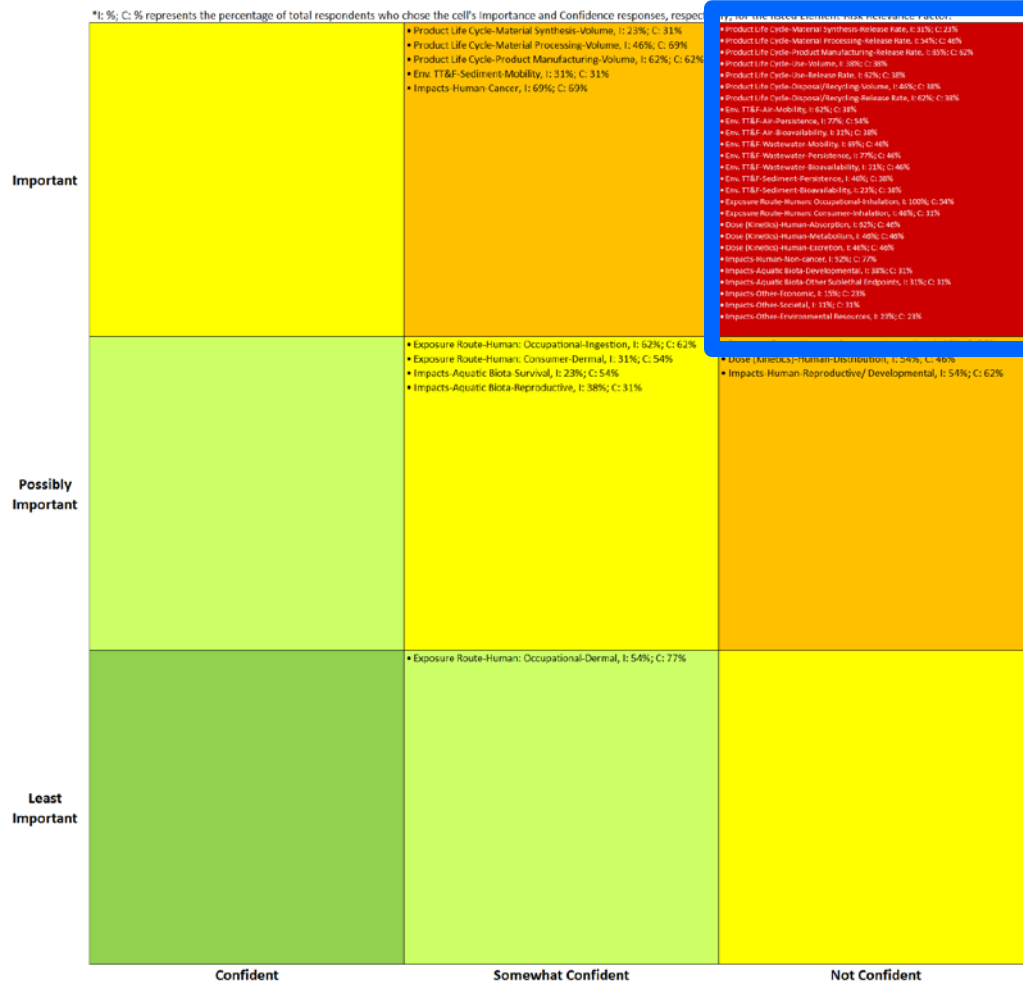 *I: %; C: % represents the percentage of total respondents who chose the cell's Importance and Confidence responses, for the listed Element Risk Relevance Factor.
Important
• Product Life Cycle-Material Synthesis-Volume, I: 23%; C: 31%
• Product Life Cycle-Material Processing-Volume, I: 46%; C: 69%
• Product Life Cycle-Product Manufacturing-Volume, I: 62%; C: 62%
• Env. TT&F-Sediment-Mobility, I: 31%; C: 31%
• Impacts-Human-Cancer, I: 69%; C: 69%
• Product Life Cycle-Material Synthesis-Release Rate, I: 31%; C: 23%
• Product Life Cycle-Material Processing-Release Rate, I: 54%; C: 46%
• Product Life Cycle-Product Manufacturing-Release Rate, I: 85%; C: 62%
• Product Life Cycle-Use-Volume, I: 38%; C: 38%
• Product Life Cycle-Use-Release Rate, I: 62%; C: 38%
• Product Life Cycle-Disposal/Recycling-Volume, I: 46%; C: 38%
• Product Life Cycle-Disposal/Recycling-Release Rate, I: 62%; C: 38%
• Env. TT&F-Air-Mobility, I: 62%; C: 38%
• Env. TT&F-Air-Persistence, I: 77%; C: 54%
• Env. TT&F-Air-Bioavailability, I: 31%; C: 38%
• Env. TT&F-Wastewater-Mobility, I: 69%; C: 46%
• Env. TT&F-Wastewater-Persistence, I: 77%; C: 46%
• Env. TT&F-Wastewater-Bioavailability, I: 31%; C: 46%
• Env. TT&F-Sediment-Persistence, I: 46%; C: 38%
• Env. TT&F-Sediment-Bioavailability, I: 23%; C: 38%
• Exposure Route-Human: Occupational-Inhalation, I: 100%; C: 54%
• Exposure Route-Human: Consumer-Inhalation, I: 46%; C: 31%
• Dose (Kinetics)-Human-Absorption, I: 62%; C: 46%
• Dose (Kinetics)-Human-Metabolism, I: 46%; C: 46%
• Dose (Kinetics)-Human-Excretion, I: 46%; C: 46%
• Impacts-Human-Non-cancer, I: 92%; C: 77%
• Impacts-Aquatic Biota-Developmental, I: 38%; C: 31%
• Impacts-Aquatic Biota-Other Sublethal Endpoints, I: 31%; C: 31%
• Impacts-Other-Economic, I: 15%; C: 23%
• Impacts-Other-Societal, I: 31%; C: 31%
• Impacts-Other-Environmental Resources, I: 23%; C: 23%
Possibly
Important
• Exposure Route-Human: Occupational-Ingestion, I: 62%; C: 62%
• Exposure Route-Human: Consumer-Dermal, I: 31%; C: 54%
• Impacts-Aquatic Biota-Survival, I: 23%; C: 54%
• Impacts-Aquatic Biota-Reproductive, I: 38%; C: 31%
• Dose (Kinetics)-Human-Distribution, I: 54%; C: 46%
• Impacts-Human-Reproductive/ Developmental, I: 54%; C: 62%
Least
Important
• Exposure Route-Human: Occupational-Dermal, I: 54%; C: 77%
Confident
Somewhat Confident
Not Confident